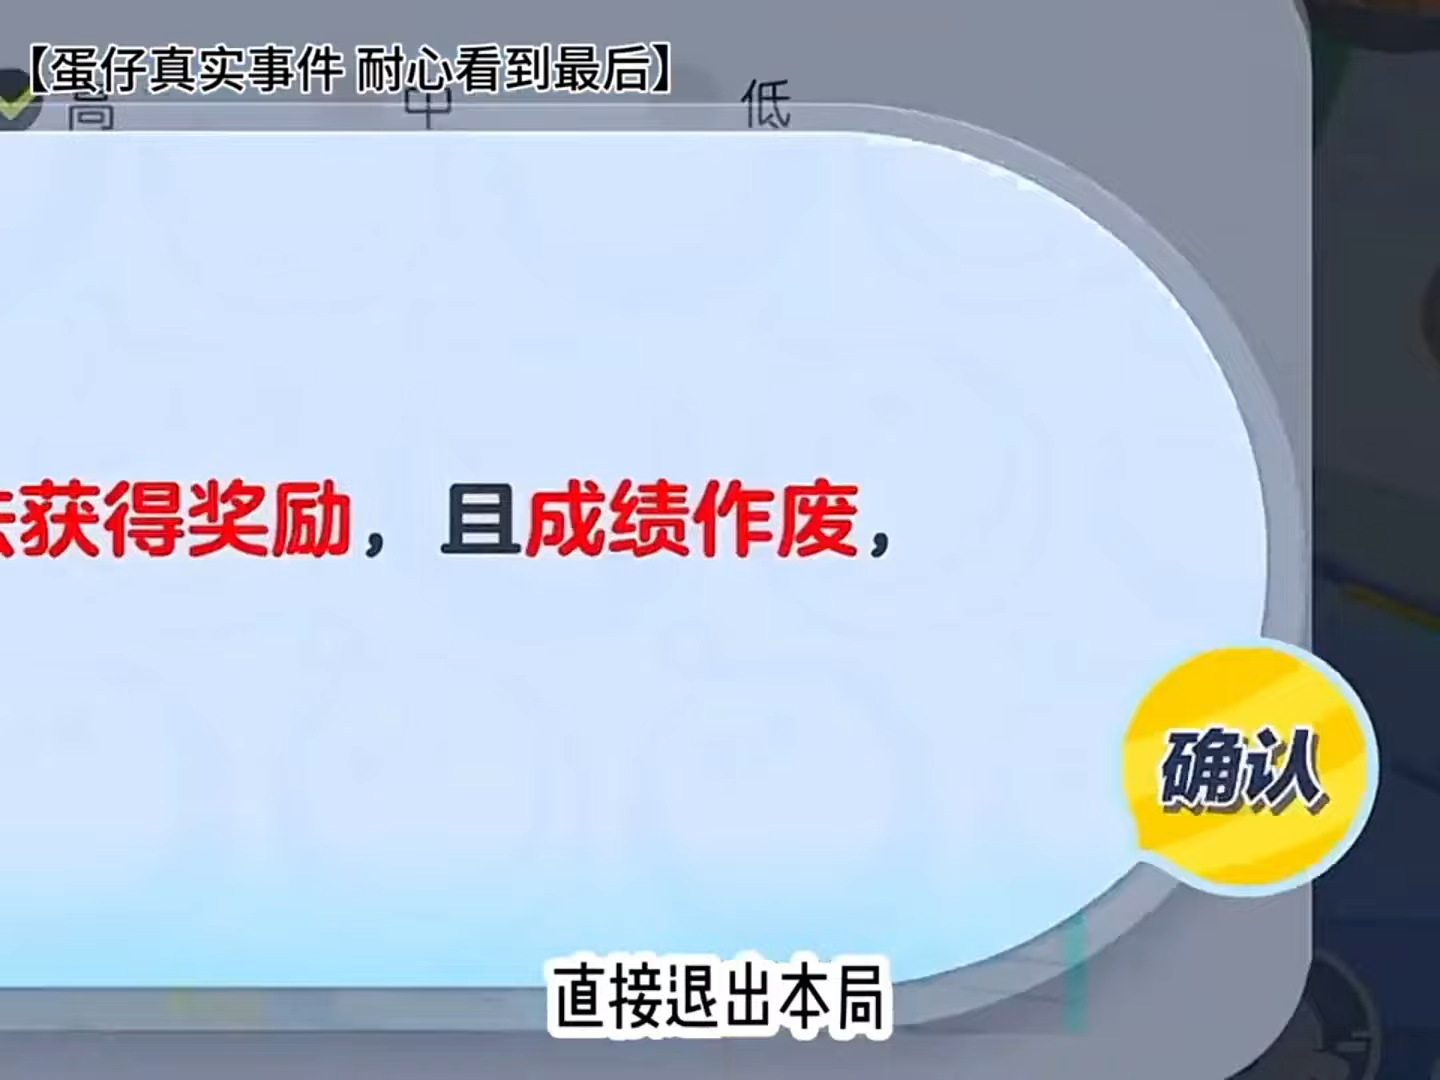 【蛋仔真实事件 耐心看到最后】
高 中 低
获得奖励，且成绩作废，
确认
直接退出本局